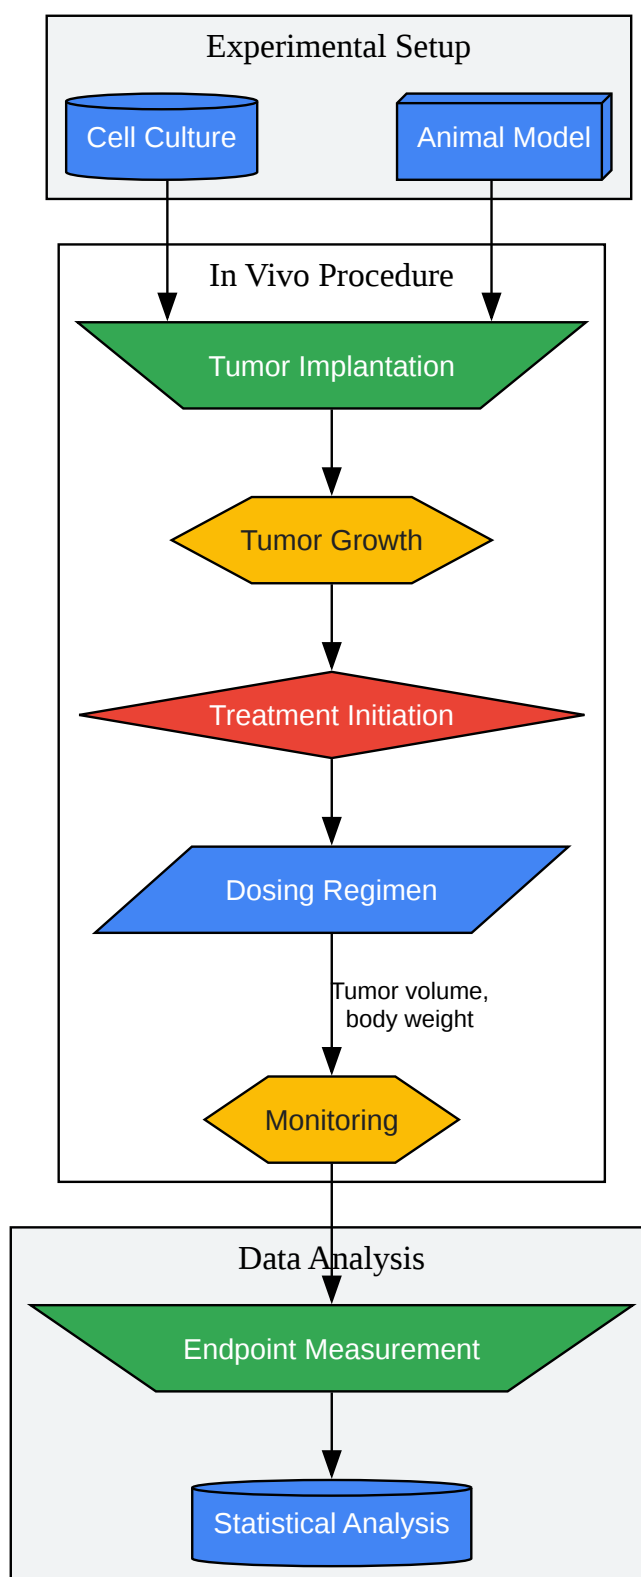 Experimental Setup
Cell Culture
Animal Model
In Vivo Procedure
Tumor Implantation
Tumor Growth
Treatment Initiation
Dosing Regimen
Tumor volume,
body weight
Monitoring
Data Analysis
Endpoint Measurement
Statistical Analysis